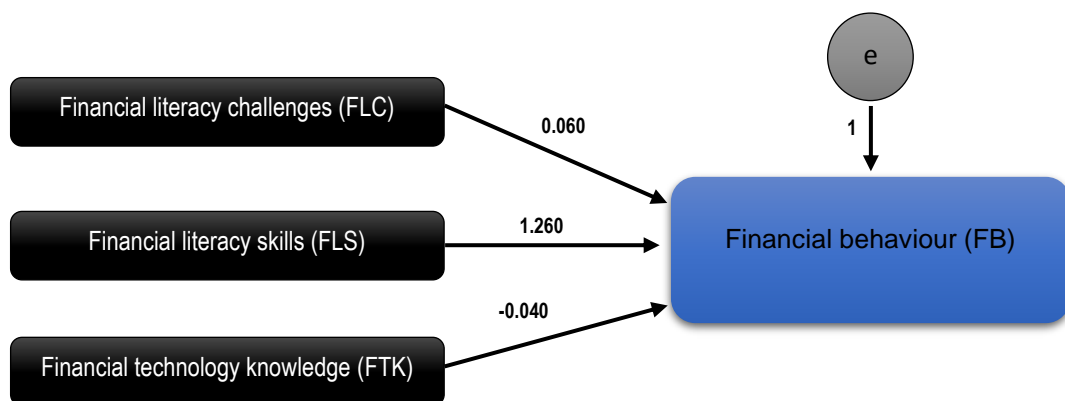 e
Financial literacy challenges (FLC)
0.060
1
Financial literacy skills (FLS)
1.260
Financial behaviour (FB)
-0.040
Financial technology knowledge (FTK)